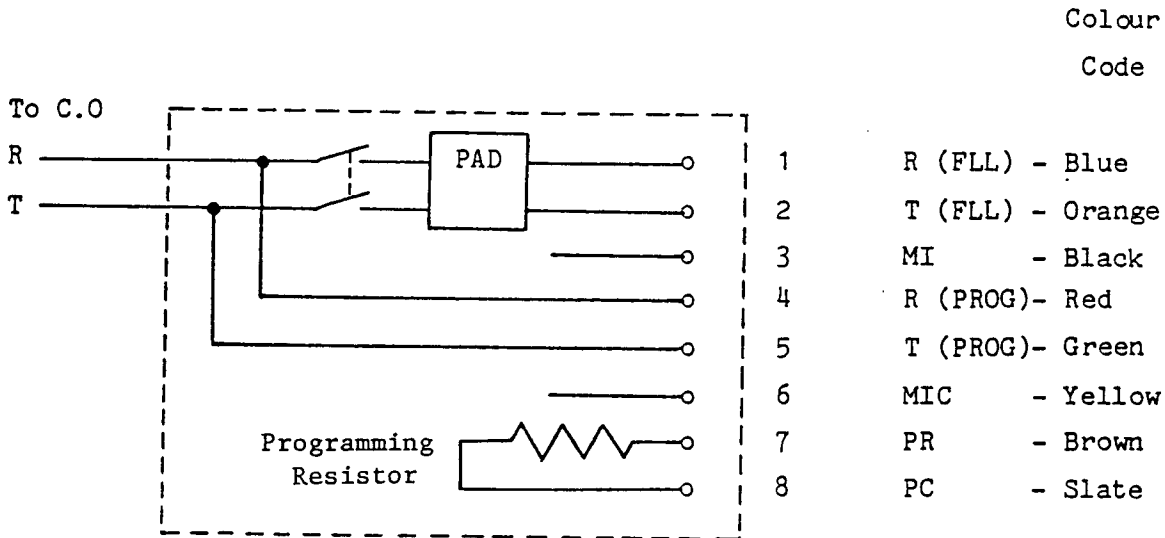 Colour
Code
To C.O
R
T
PAD
1 R (FLL) - Blue
2 T (FLL) - Orange
3 MI - Black
4 R (PROG)- Red
5 T (PROG)- Green
6 MIC - Yellow
Programming
Resistor
7 PR - Brown
8 PC - Slate